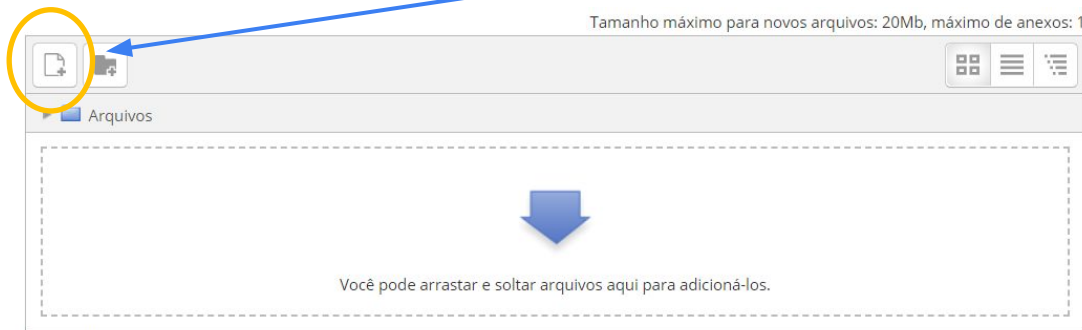 Tamanho máximo para novos arquivos: 20Mb, máximo de anexos: 1
Arquivos
Você pode arrastar e soltar arquivos aqui para adicioná-los.